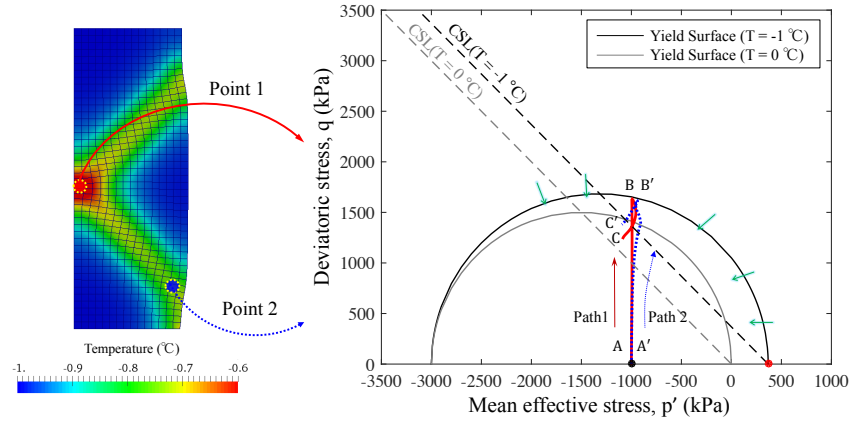 Point 1
Point 2
Temperature (℃)
-1. -0.9 -0.8 -0.7 -0.6
Deviatoric stress, q (kPa)
3500
3000
2500
2000
1500
1000
500
0
CSL(T = -1 ℃)
CSL(T = 0 ℃)
Yield Surface (T = -1 ℃)
Yield Surface (T = 0 ℃)
B B′
C′
C
Path1 Path 2
A A′
-3500 -3000 -2500 -2000 -1500 -1000 -500 0 500 1000
Mean effective stress, p′ (kPa)